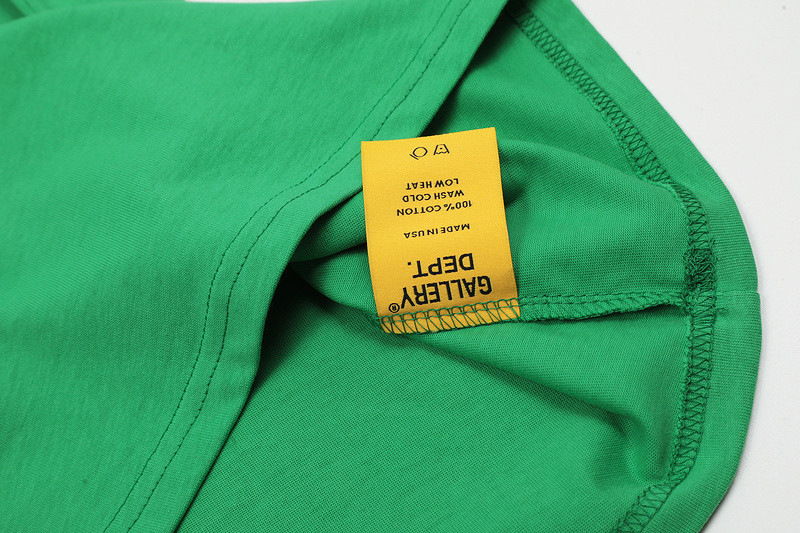 GALLERY®
DEPT.
MADE IN USA
100% COTTON
WASH COLD
LOW HEAT